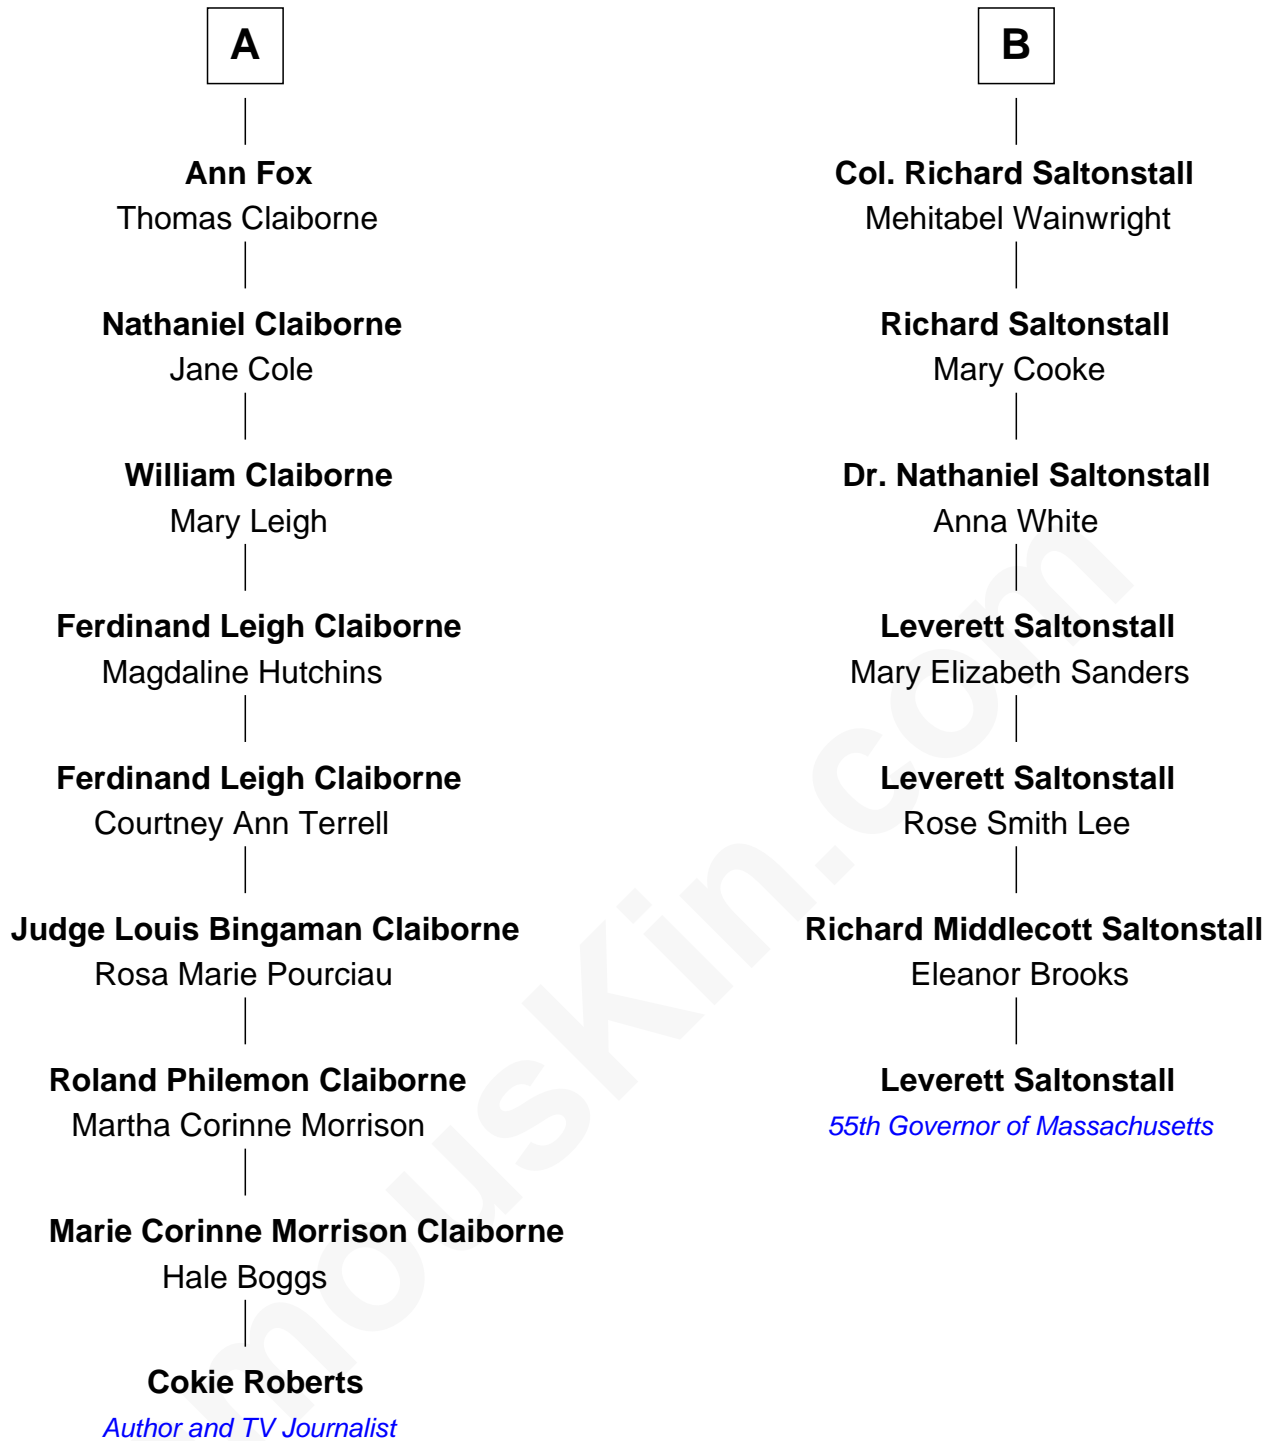 A
Ann Fox
Thomas Claiborne
Nathaniel Claiborne
Jane Cole
William Claiborne
Mary Leigh
Ferdinand Leigh Claiborne
Magdaline Hutchins
Ferdinand Leigh Claiborne
Courtney Ann Terrell
Judge Louis Bingaman Claiborne
Rosa Marie Pourciau
Roland Philemon Claiborne
Martha Corinne Morrison
Marie Corinne Morrison Claiborne
Hale Boggs
Cokie Roberts
Author and TV Journalist
B
Col. Richard Saltonstall
Mehitabel Wainwright
Richard Saltonstall
Mary Cooke
Dr. Nathaniel Saltonstall
Anna White
Leverett Saltonstall
Mary Elizabeth Sanders
Leverett Saltonstall
Rose Smith Lee
Richard Middlecott Saltonstall
Eleanor Brooks
Leverett Saltonstall
55th Governor of Massachusetts
mousKin.com